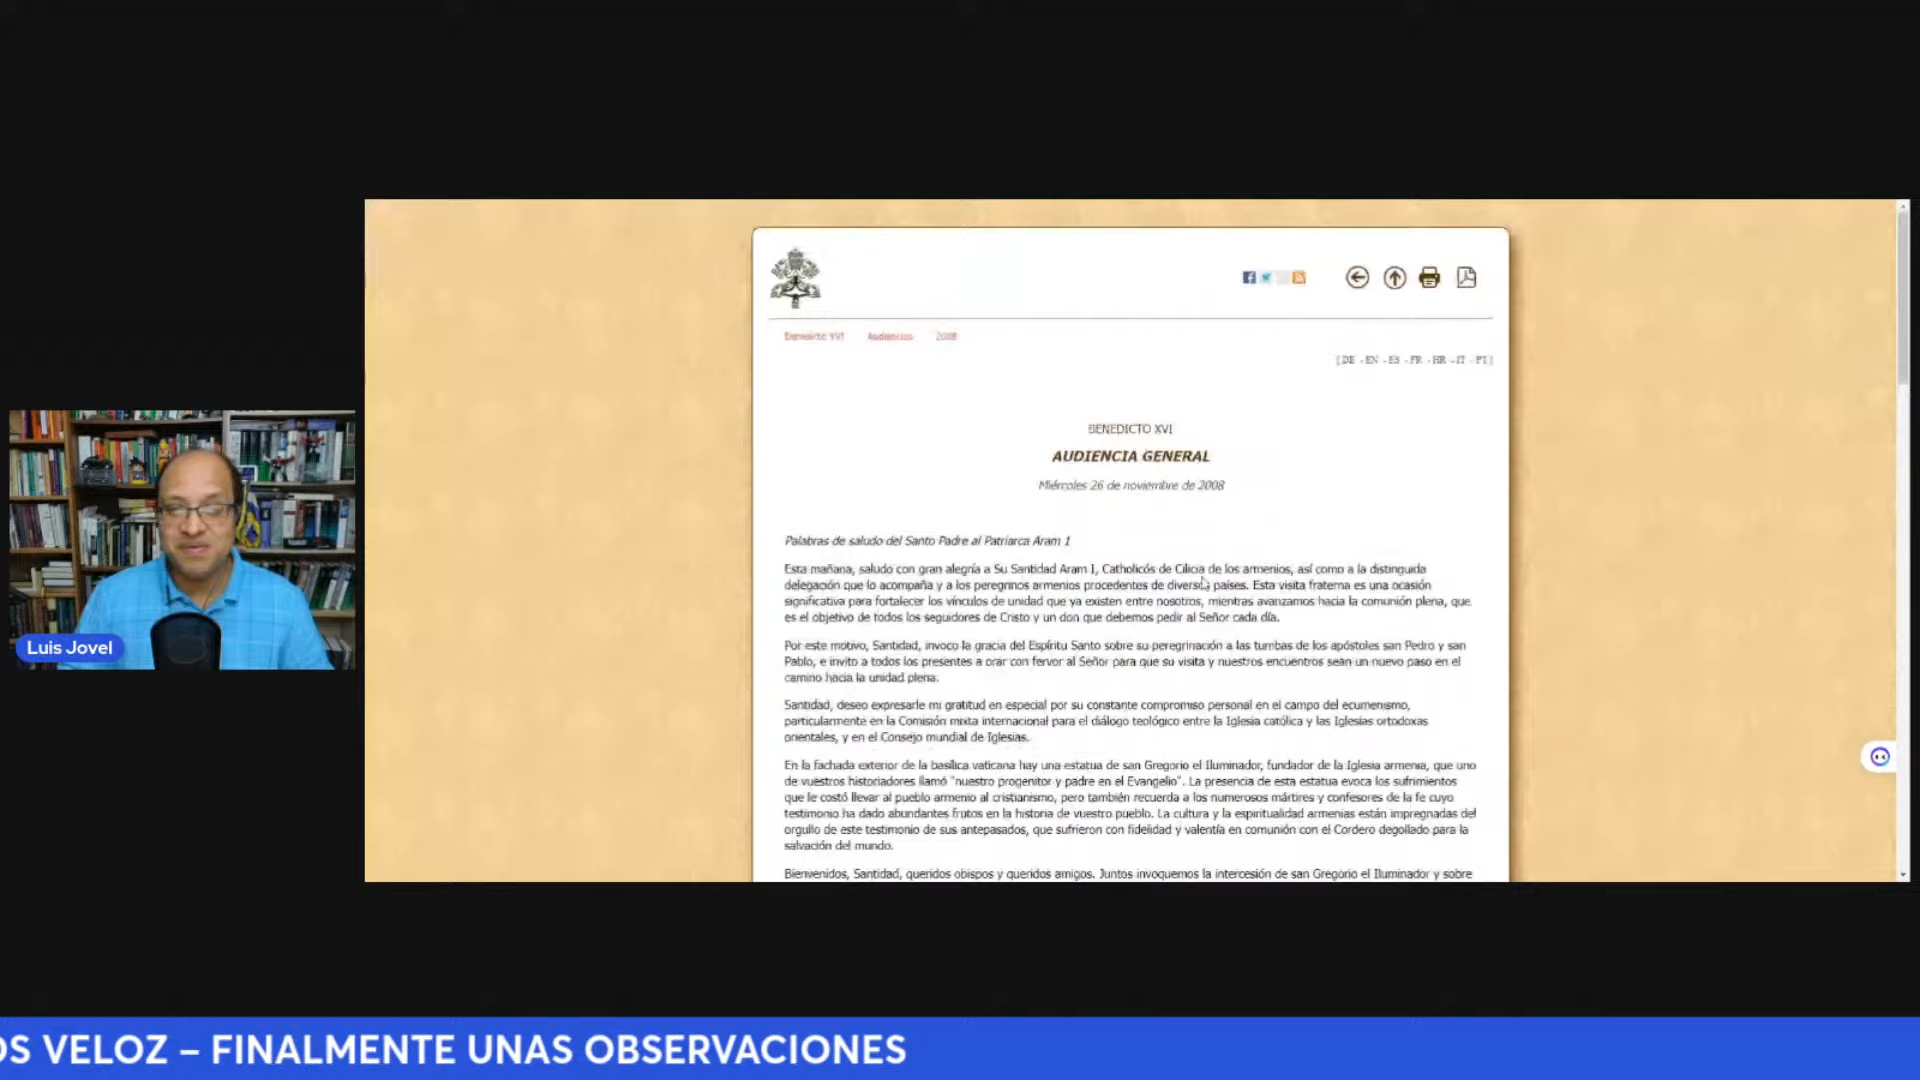 Benedicto XVI Audiencias 2008
[ DE - EN - ES - FR - HR - IT - PT ]
BENEDICTO XVI
AUDIENCIA GENERAL
Miércoles 26 de noviembre de 2008
Palabras de saludo del Santo Padre al Patriarca Aram I
Esta mañana, saludo con gran alegría a Su Santidad Aram I, Catholicós de Cilicia de los armenios, así como a la distinguida
delegación que lo acompaña y a los peregrinos armenios procedentes de diversos países. Esta visita fraterna es una ocasión
significativa para fortalecer los vínculos de unidad que ya existen entre nosotros, mientras avanzamos hacia la comunión plena, que
es el objetivo de todos los seguidores de Cristo y un don que debemos pedir al Señor cada día.
Por este motivo, Santidad, invoco la gracia del Espíritu Santo sobre su peregrinación a las tumbas de los apóstoles san Pedro y san
Pablo, e invito a todos los presentes a orar con fervor al Señor para que su visita y nuestros encuentros sean un nuevo paso en el
camino hacia la unidad plena.
Santidad, deseo expresarle mi gratitud en especial por su constante compromiso personal en el campo del ecumenismo,
particularmente en la Comisión mixta internacional para el diálogo teológico entre la Iglesia católica y las Iglesias ortodoxas
orientales, y en el Consejo mundial de Iglesias.
En la fachada exterior de la basílica vaticana hay una estatua de san Gregorio el Iluminador, fundador de la Iglesia armenia, que uno
de vuestros historiadores llamó "nuestro progenitor y padre en el Evangelio". La presencia de esta estatua evoca los sufrimientos
que le costó llevar al pueblo armenio al cristianismo, pero también recuerda a los numerosos mártires y confesores de la fe cuyo
testimonio ha dado abundantes frutos en la historia de vuestro pueblo. La cultura y la espiritualidad armenias están impregnadas del
orgullo de este testimonio de sus antepasados, que sufrieron con fidelidad y valentía en comunión con el Cordero degollado para la
salvación del mundo.
Bienvenidos, Santidad, queridos obispos y queridos amigos. Juntos invoquemos la intercesión de san Gregorio el Iluminador y sobre
Luis Jovel
OS VELOZ – FINALMENTE UNAS OBSERVACIONES